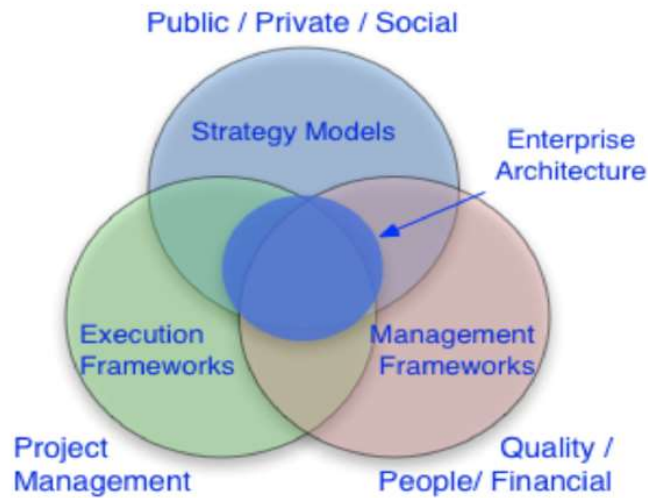 Public / Private / Social
Strategy Models
Enterprise
Architecture
Execution
Frameworks
Management
Frameworks
Project
Management
Quality /
People/ Financial